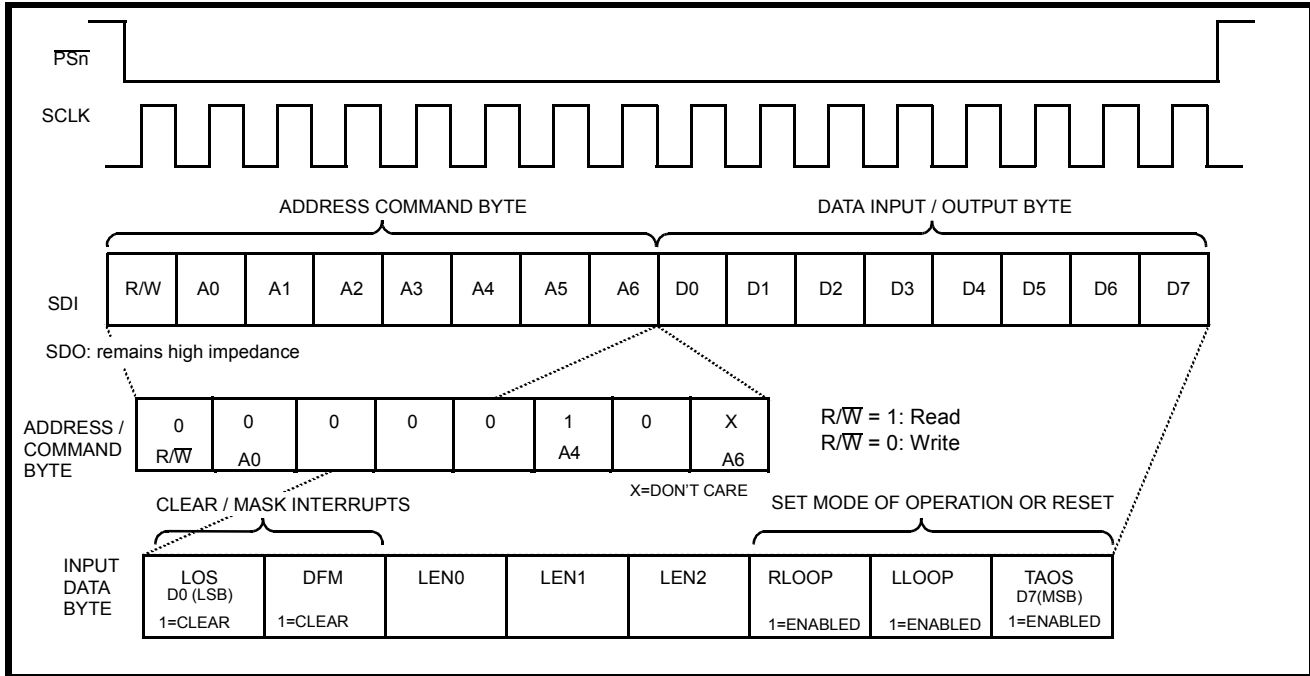 P̅S̅n̅
SCLK
ADDRESS COMMAND BYTE DATA INPUT / OUTPUT BYTE
SDI R/W A0 A1 A2 A3 A4 A5 A6 D0 D1 D2 D3 D4 D5 D6 D7
SDO: remains high impedance
ADDRESS /
COMMAND
BYTE
0 0 0 0 0 1 0 X
R/W̅ A0 A4 A6
R/W̅ = 1: Read
R/W̅ = 0: Write
X=DON'T CARE
CLEAR / MASK INTERRUPTS SET MODE OF OPERATION OR RESET
INPUT
DATA
BYTE
LOS DFM LEN0 LEN1 LEN2 RLOOP LLOOP TAOS
D0 (LSB) D7(MSB)
1=CLEAR 1=CLEAR 1=ENABLED 1=ENABLED 1=ENABLED